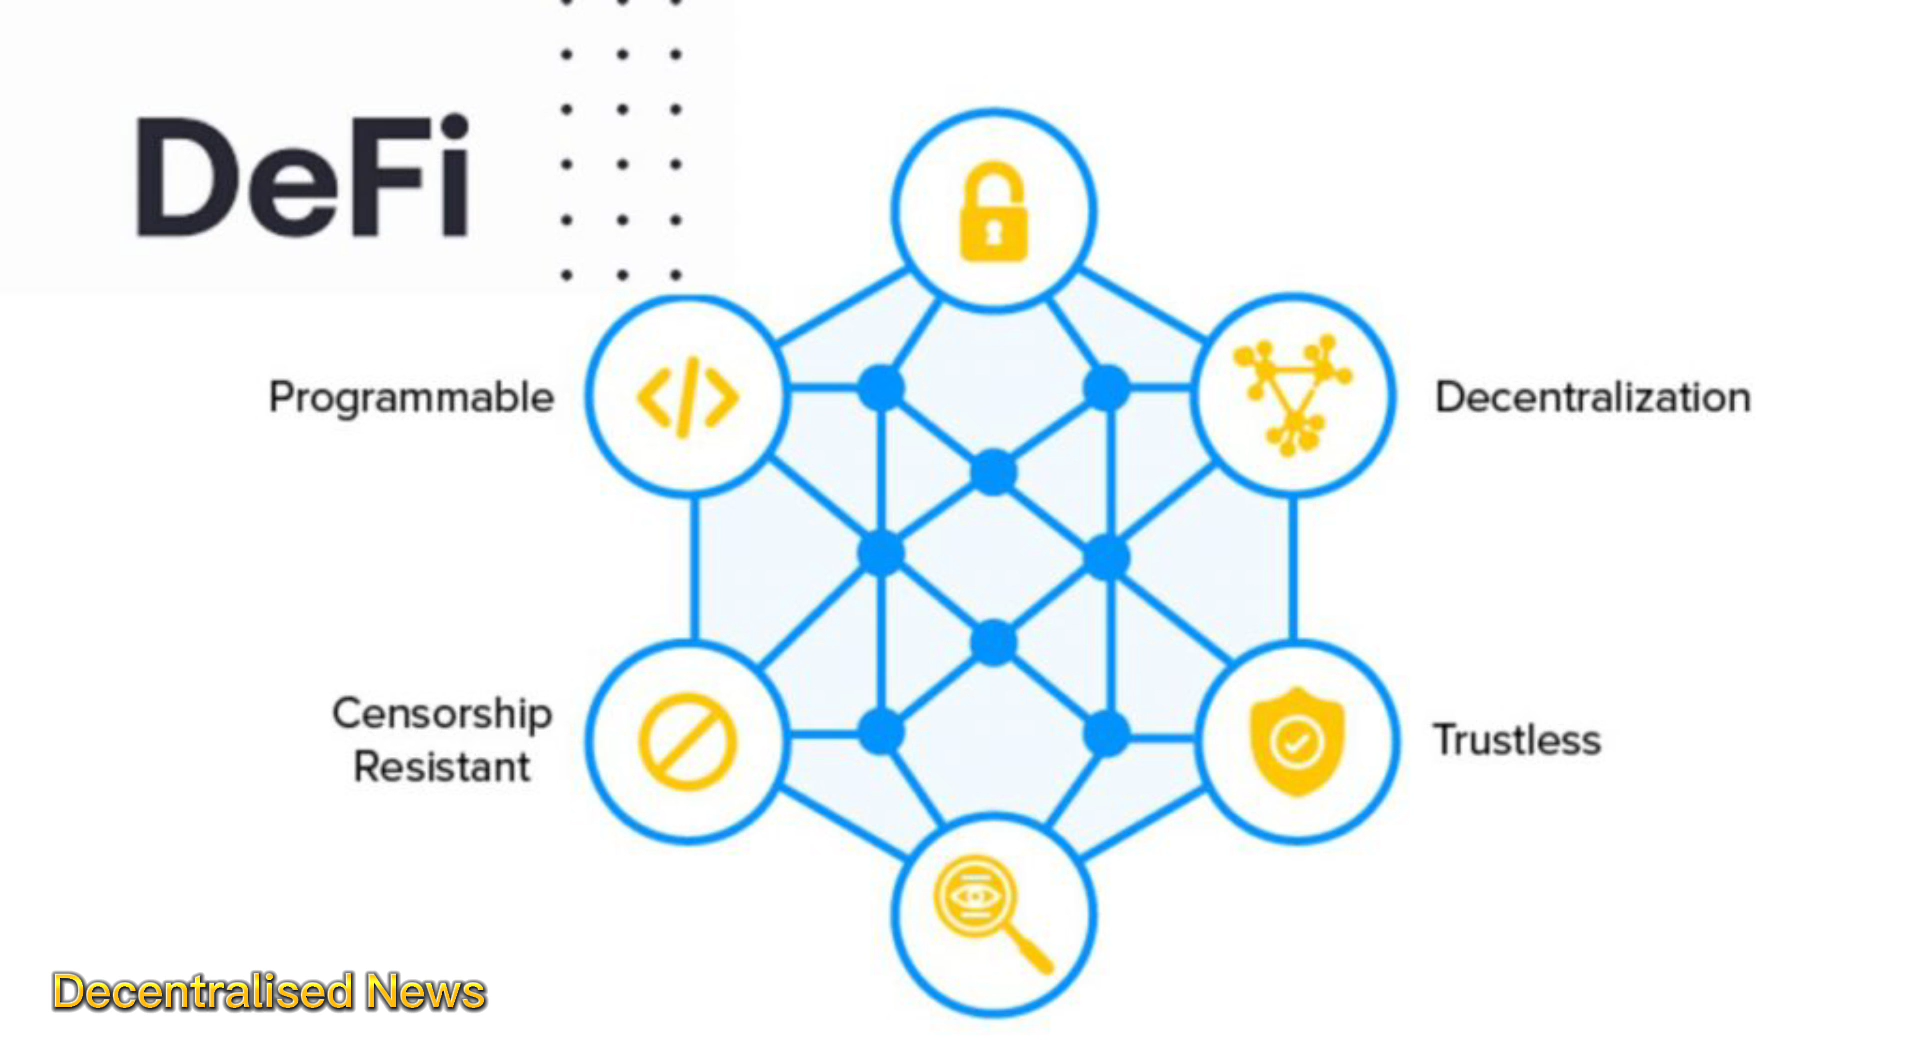 DeFi
Programmable
Decentralization
Censorship
Resistant
Trustless
Decentralised News